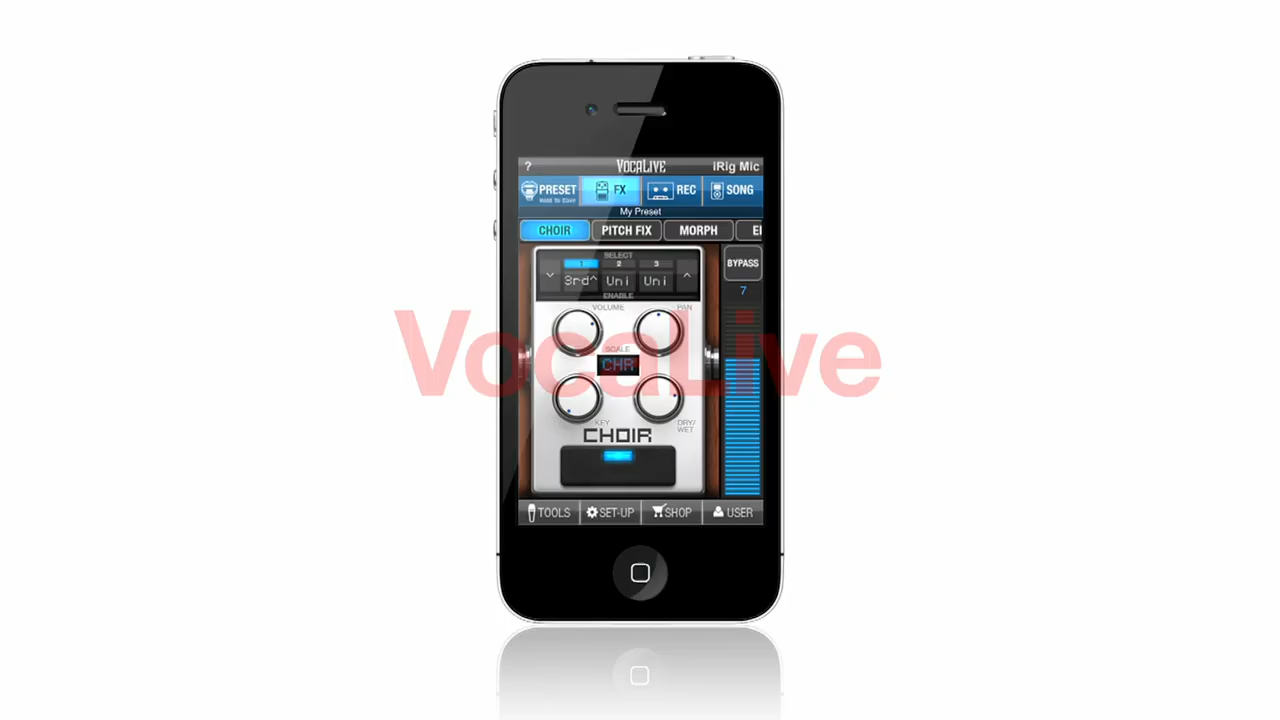 ? VOCALIVE iRig Mic
PRESET FX REC SONG
Hold to Save
My Preset
CHOIR PITCH FIX MORPH
BYPASS
SELECT
1 2 3
3rd^ Uni Uni
7
ENABLE
VOLUME PAN
VocaLive
SCALE
CHR
KEY DRY/
WET
CHOIR
TOOLS SET-UP SHOP USER